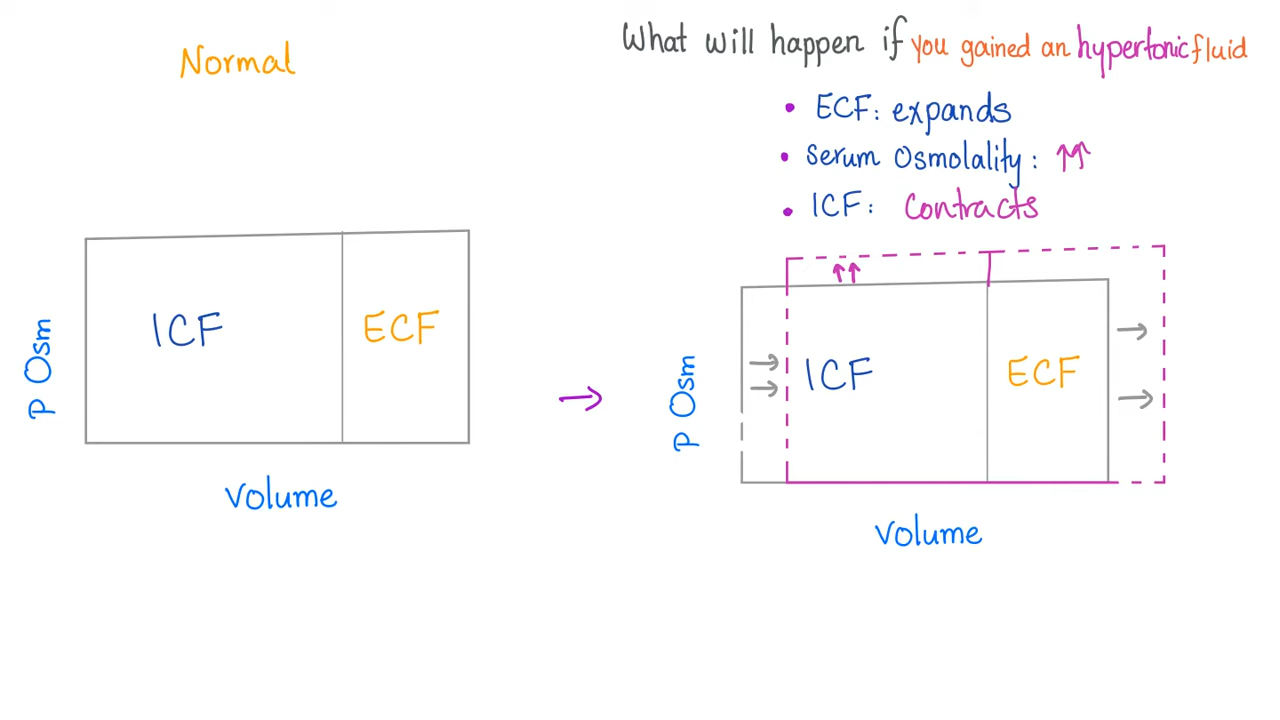 Normal
What will happen if you gained an hypertonic fluid
• ECF: expands
• Serum Osmolality: ↑↑
• ICF: Contracts
ICF ECF
P Osm
Volume
→
↑↑
→ →
→ →
ICF ECF
P Osm
Volume